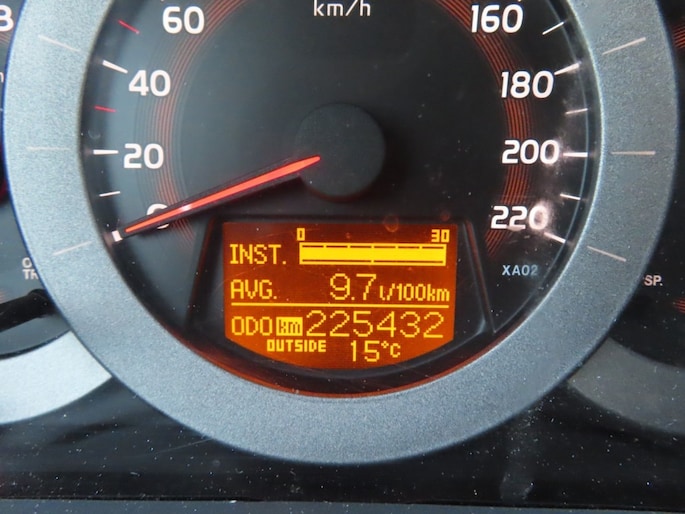 km/h
60
160
40
180
20
200
0
220
XA02
SP.
0 30
INST.
AVG. 9.7 l/100km
ODO km 225432
OUTSIDE 15°C